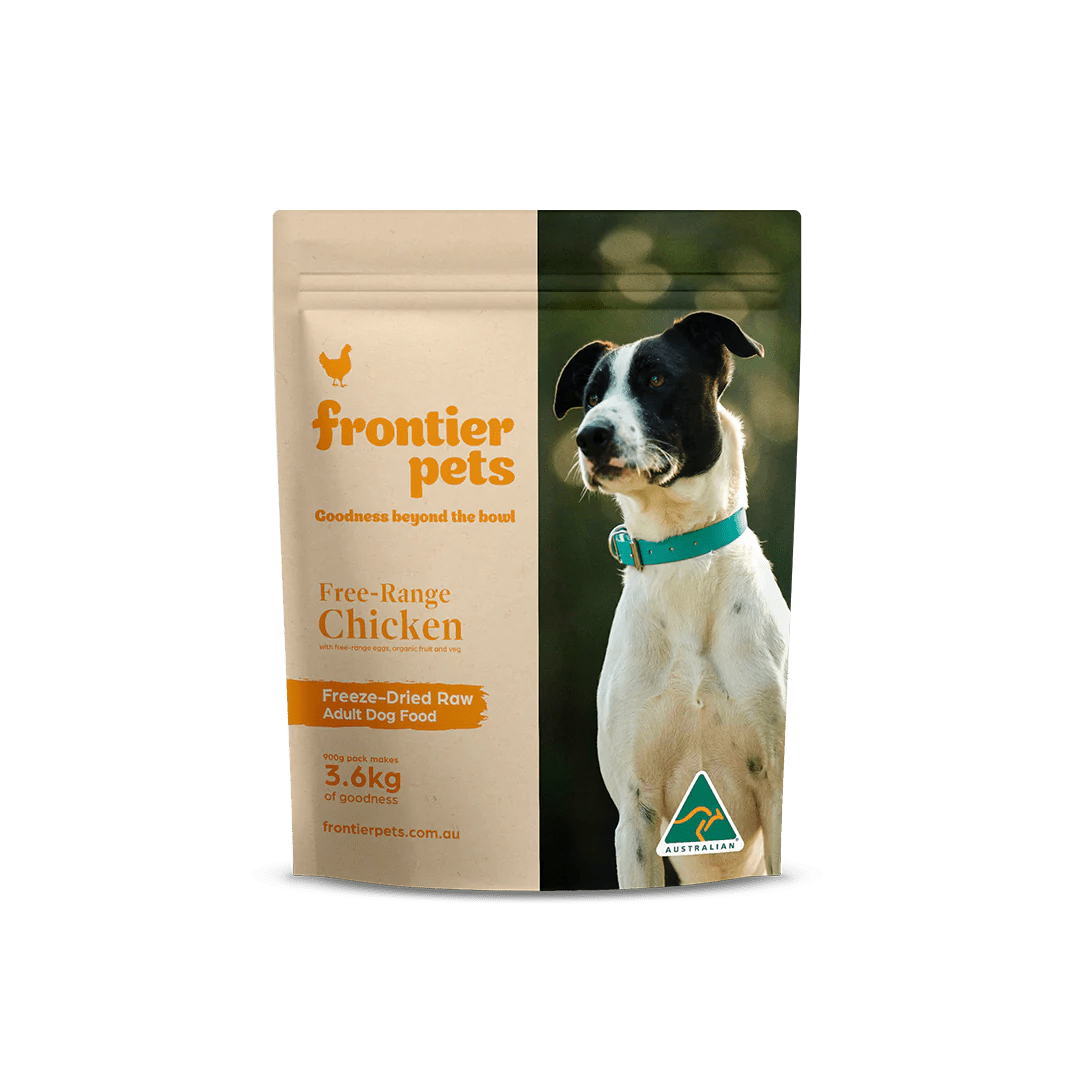 frontier
pets
Goodness beyond the bowl
Free-Range
Chicken
with free-range eggs, organic fruit and veg
Freeze-Dried Raw
Adult Dog Food
900g pack makes
3.6kg
of goodness
frontierpets.com.au
AUSTRALIAN